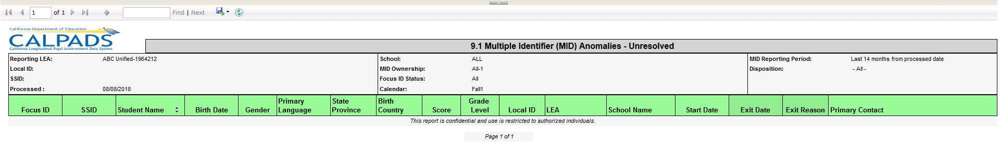 1 of 1 Find | Next
California Department of Education
CALPADS
California Longitudinal Pupil Achievement Data System
9.1 Multiple Identifier (MID) Anomalies - Unresolved
Reporting LEA: ABC Unified-1964212 School: ALL MID Reporting Period: Last 14 months from processed date
Local ID: MID Ownership: All-1 Disposition: - All -
SSID: Focus ID Status: All
Processed : 08/08/2018 Calendar: Fall1
Focus ID SSID Student Name Birth Date Gender Primary Language State Province Birth Country Score Grade Level Local ID LEA School Name Start Date Exit Date Exit Reason Primary Contact
This report is confidential and use is restricted to authorized individuals.
Page 1 of 1